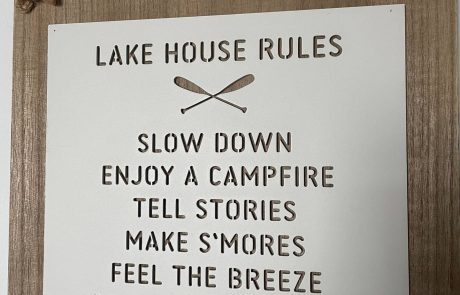 LAKE HOUSE RULES
SLOW DOWN
ENJOY A CAMPFIRE
TELL STORIES
MAKE S'MORES
FEEL THE BREEZE